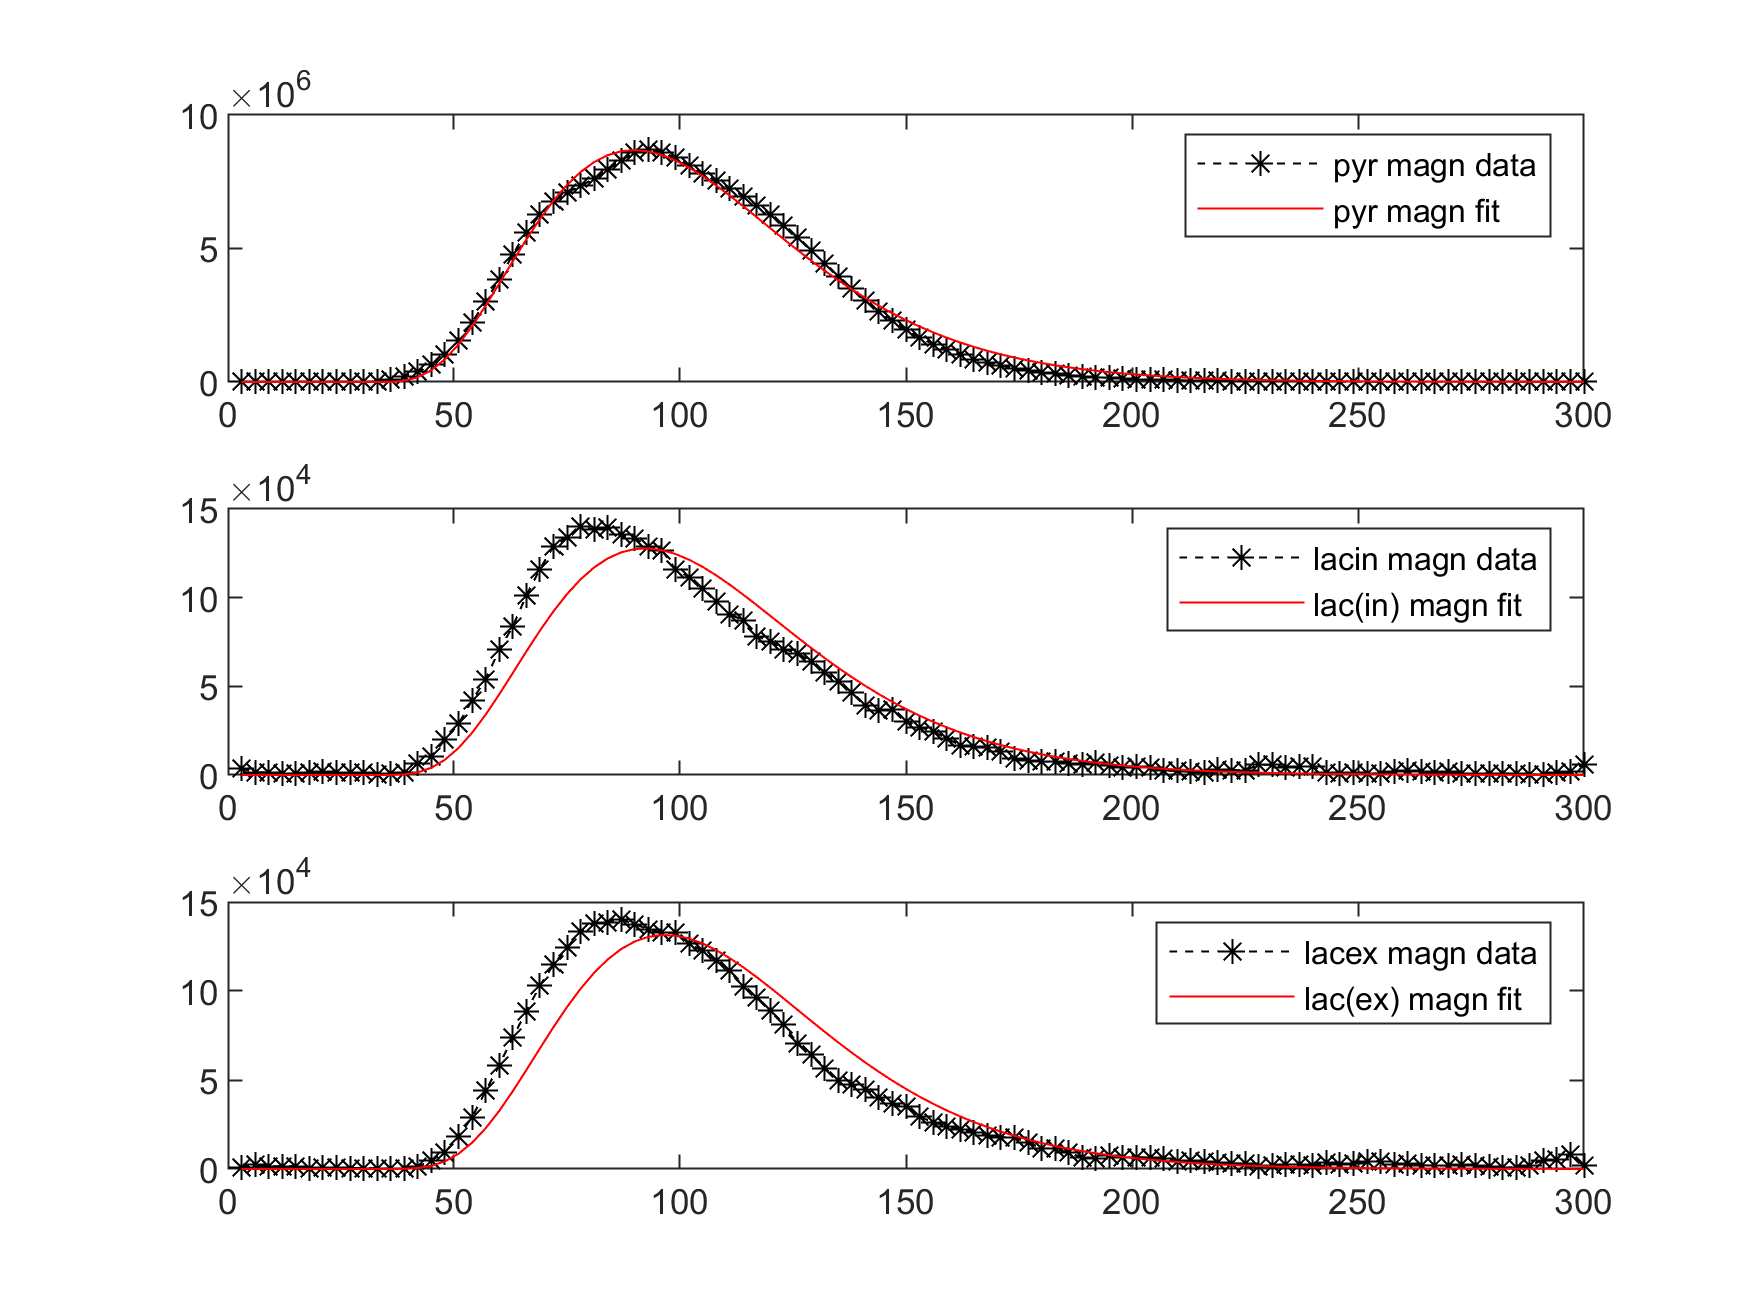 ×10^6
10
5
0
0 50 100 150 200 250 300
pyr magn data
pyr magn fit
×10^4
15
10
5
0
0 50 100 150 200 250 300
lacin magn data
lac(in) magn fit
×10^4
15
10
5
0
0 50 100 150 200 250 300
lacex magn data
lac(ex) magn fit